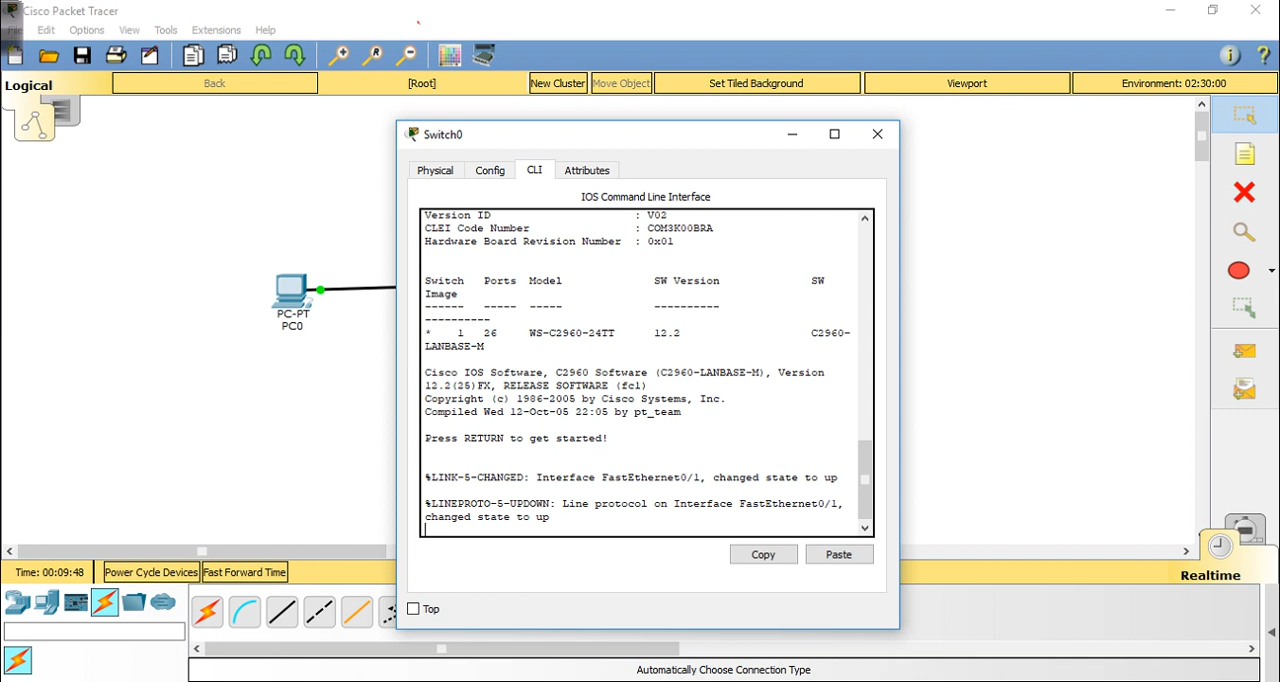 Cisco Packet Tracer
Edit Options View Tools Extensions Help
Logical
Back
[Root]
New Cluster
Move Object
Set Tiled Background
Viewport
Environment: 02:30:00
Switch0
Physical Config CLI Attributes
IOS Command Line Interface
Version ID : V02
CLEI Code Number : COM3K00BRA
Hardware Board Revision Number : 0x01
Switch Ports Model SW Version SW
Image
------ ----- ----- ----------
----------
* 1 26 WS-C2960-24TT 12.2 C2960-
LANBASE-M
Cisco IOS Software, C2960 Software (C2960-LANBASE-M), Version
12.2(25)FX, RELEASE SOFTWARE (fc1)
Copyright (c) 1986-2005 by Cisco Systems, Inc.
Compiled Wed 12-Oct-05 22:05 by pt_team
Press RETURN to get started!
%LINK-5-CHANGED: Interface FastEthernet0/1, changed state to up
%LINEPROTO-5-UPDOWN: Line protocol on Interface FastEthernet0/1,
changed state to up
Copy
Paste
Top
PC-PT
PC0
Time: 00:09:48
Power Cycle Devices
Fast Forward Time
Realtime
Automatically Choose Connection Type